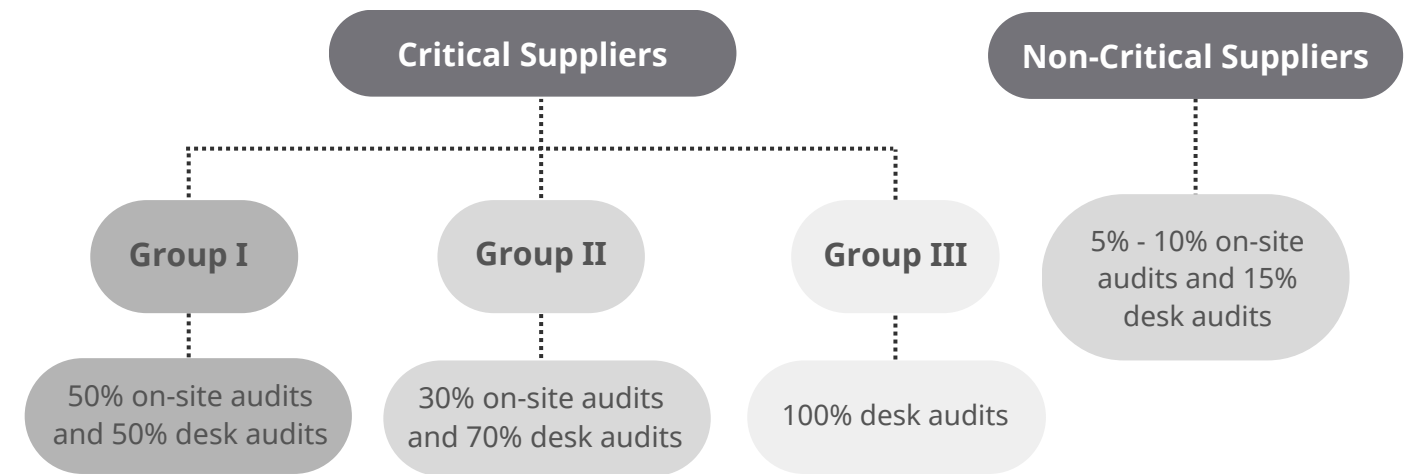 Critical Suppliers
Non-Critical Suppliers
Group I
Group II
Group III
5% - 10% on-site
audits and 15%
desk audits
50% on-site audits
and 50% desk audits
30% on-site audits
and 70% desk audits
100% desk audits